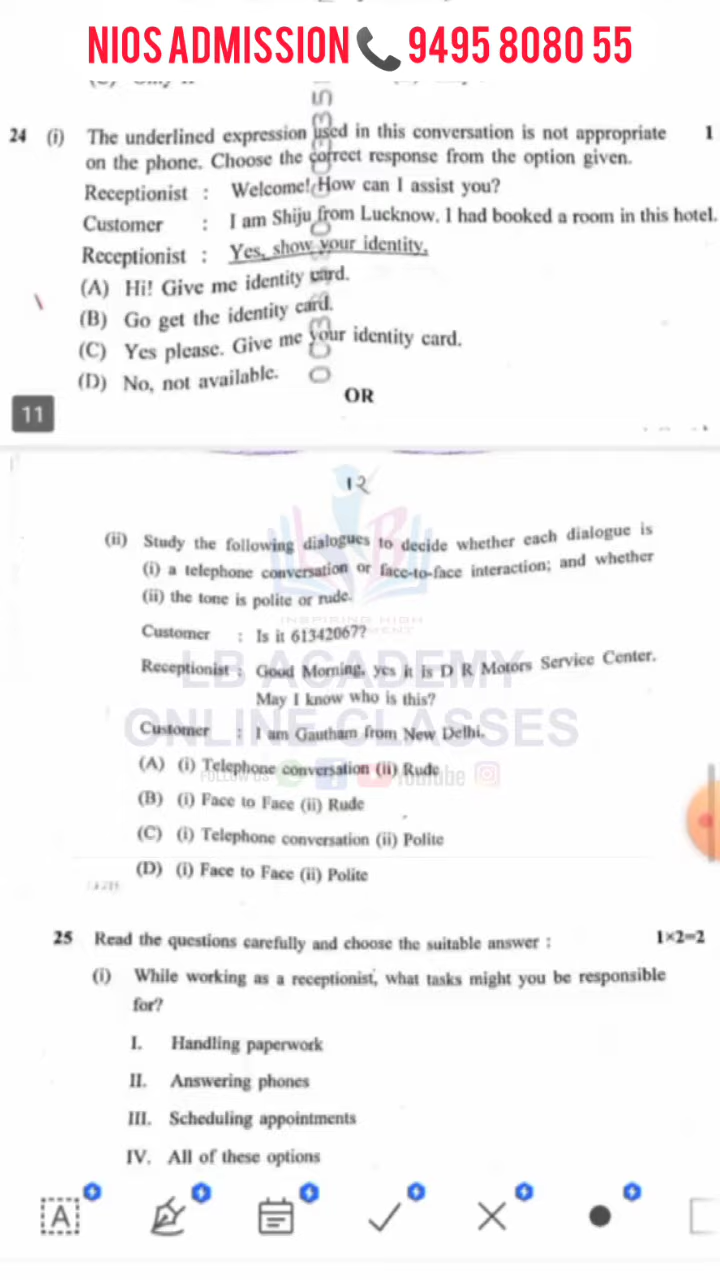 NIOS ADMISSION 📞 9495 8080 55
24 (i) The underlined expression used in this conversation is not appropriate 1
on the phone. Choose the correct response from the option given.
Receptionist : Welcome! How can I assist you?
Customer : I am Shiju from Lucknow. I had booked a room in this hotel.
Receptionist : Yes, show your identity.
(A) Hi! Give me identity card.
(B) Go get the identity card.
(C) Yes please. Give me your identity card.
(D) No, not available.
OR
11
12
(ii) Study the following dialogues to decide whether each dialogue is
(i) a telephone conversation or face-to-face interaction; and whether
(ii) the tone is polite or rude.
INSPIRING HIGH
Customer : Is it 61342067?
Receptionist : Good Morning, yes it is D R Motors Service Center.
LB ACADEMY
May I know who is this?
ONLINE CLASSES
Customer : I am Gautham from New Delhi.
(A) (i) Telephone conversation (ii) Rude
FOLLOW US YouTube
(B) (i) Face to Face (ii) Rude
(C) (i) Telephone conversation (ii) Polite
(D) (i) Face to Face (ii) Polite
25 Read the questions carefully and choose the suitable answer : 1×2=2
(i) While working as a receptionist, what tasks might you be responsible
for?
I. Handling paperwork
II. Answering phones
III. Scheduling appointments
IV. All of these options
A